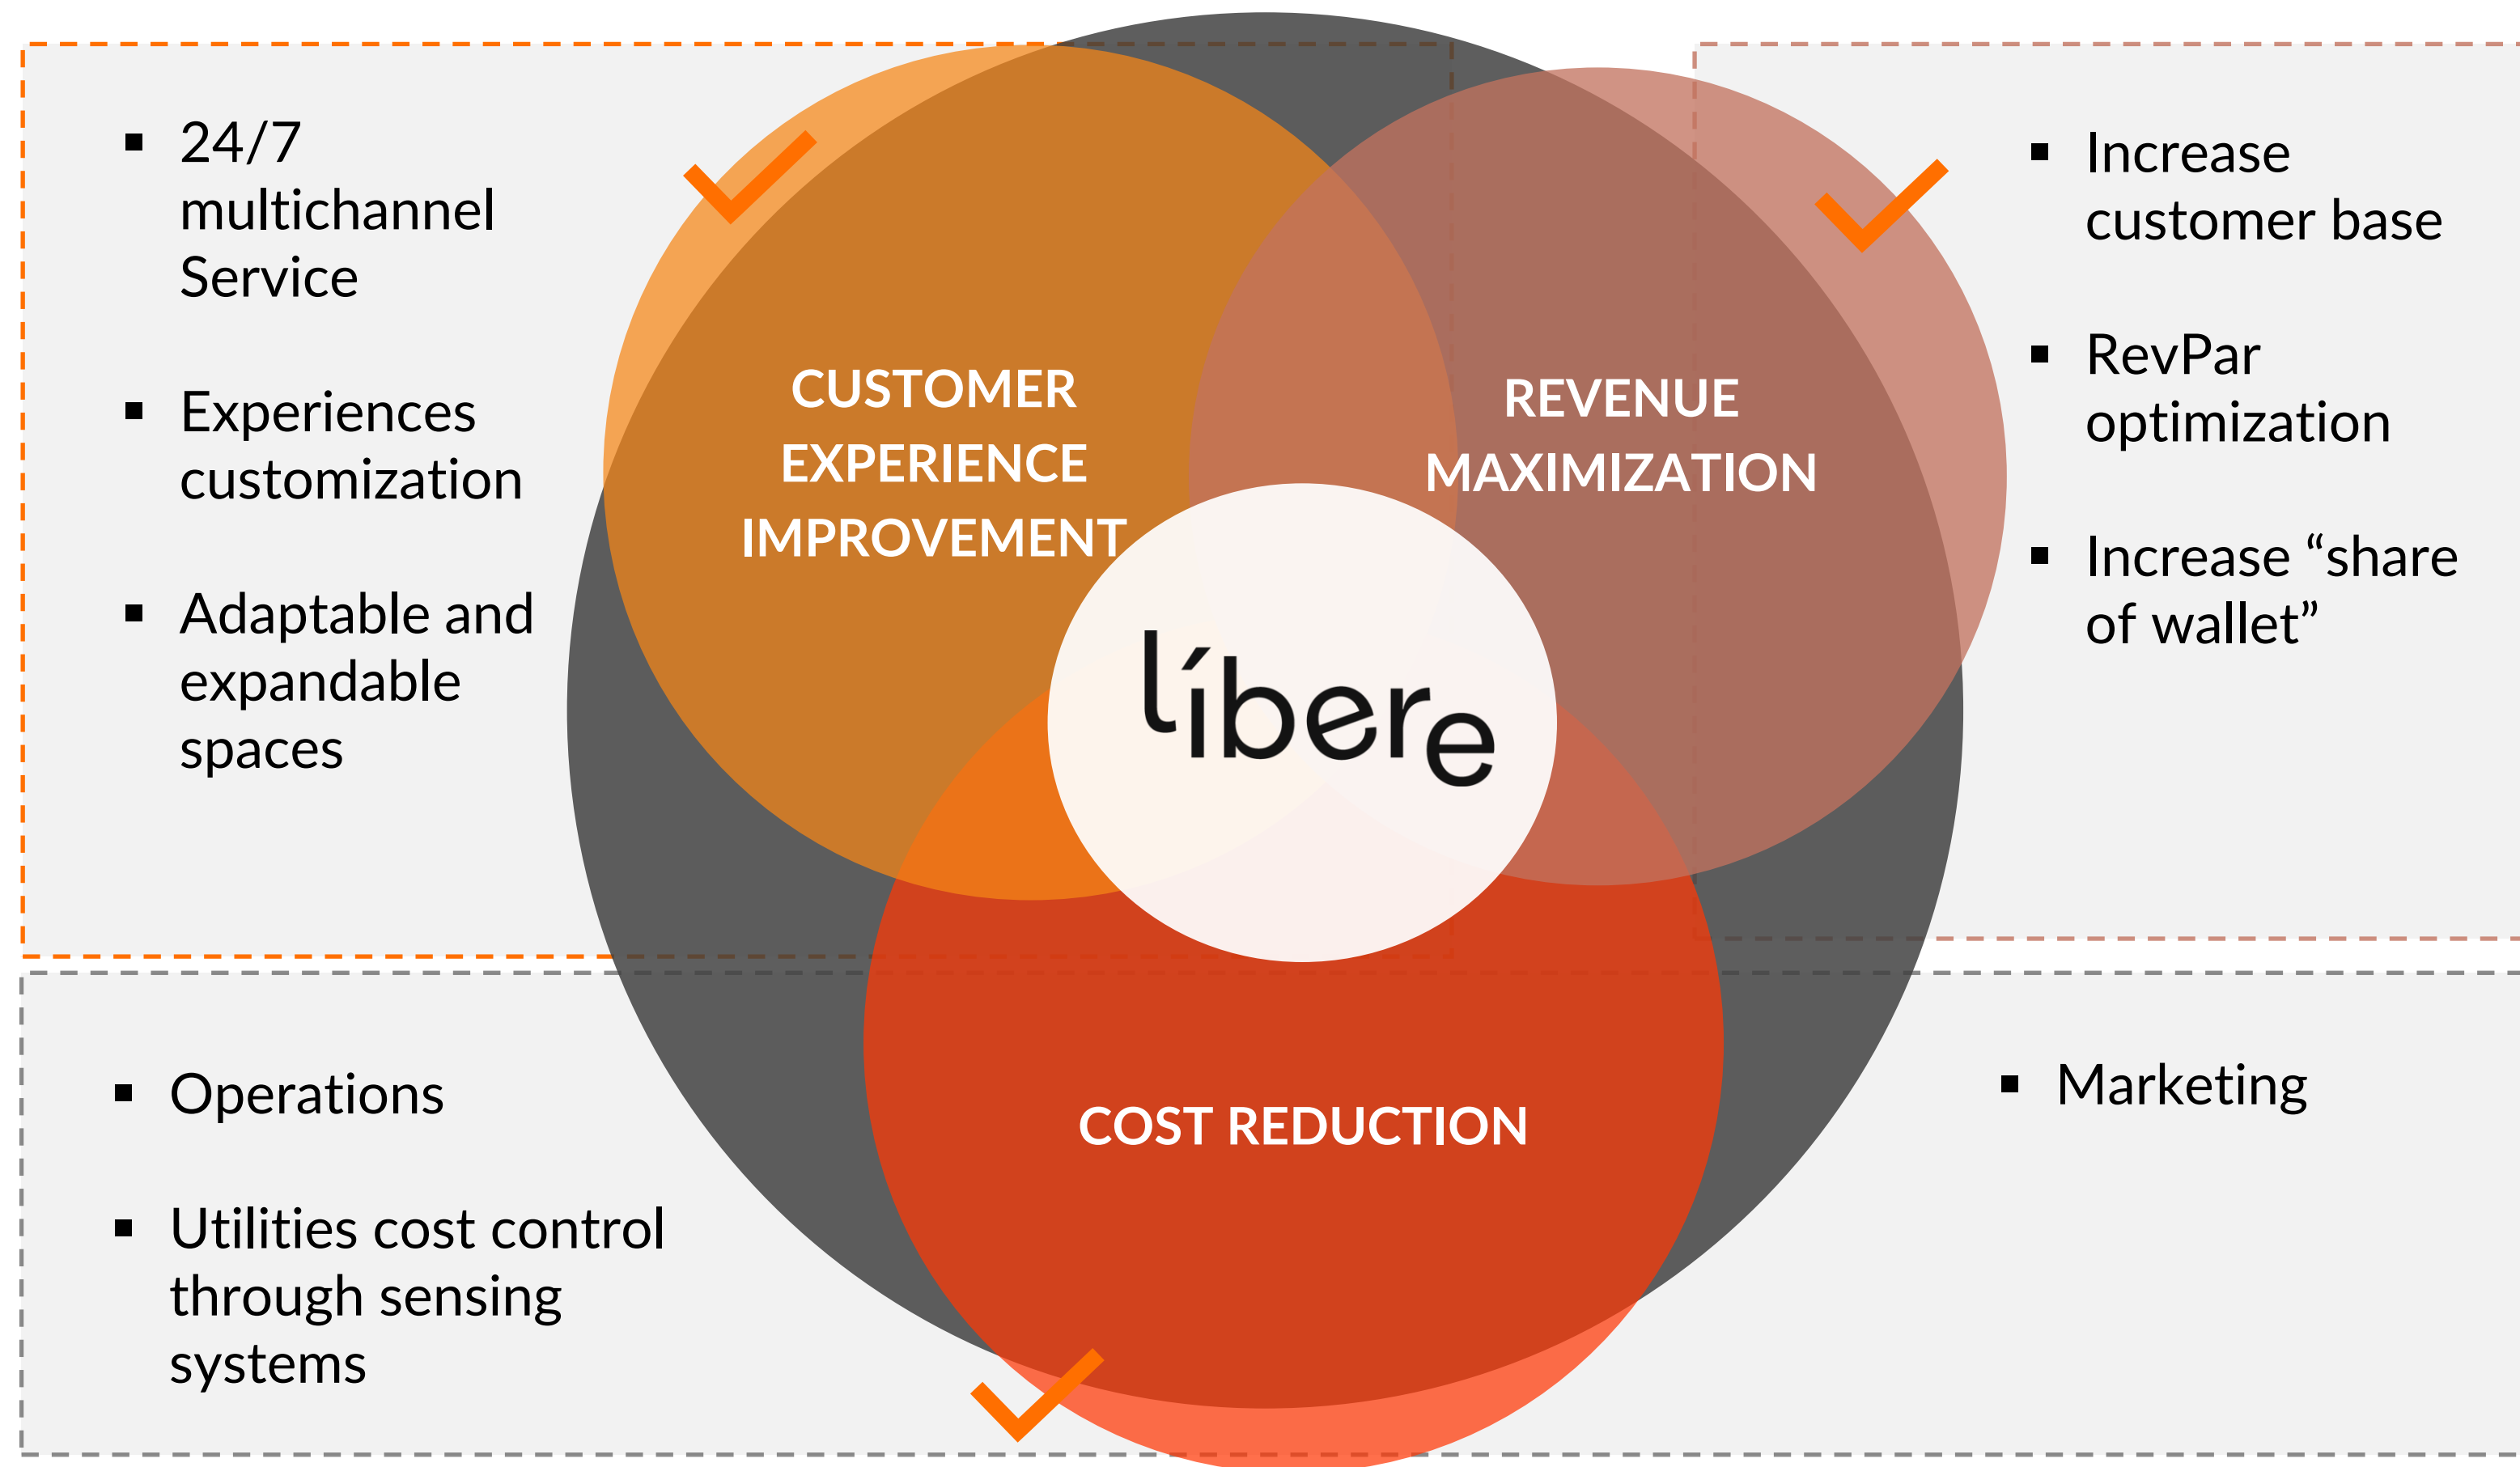 ▪ 24/7
multichannel
Service
▪ Experiences
customization
▪ Adaptable and
expandable
spaces
CUSTOMER
EXPERIENCE
IMPROVEMENT
REVENUE
MAXIMIZATION
▪ Increase
customer base
▪ RevPar
optimization
▪ Increase “share
of wallet”
líbere
▪ Operations
▪ Utilities cost control
through sensing
systems
COST REDUCTION
▪ Marketing